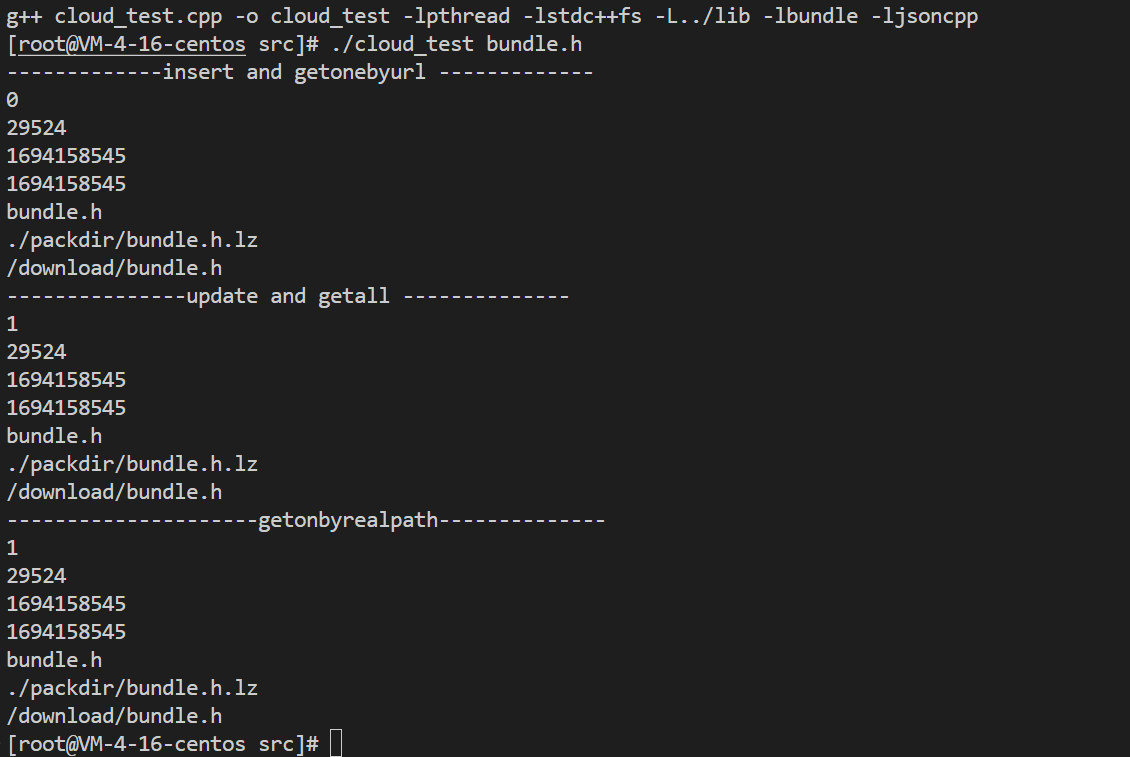 g++ cloud_test.cpp -o cloud_test -lpthread -lstdc++fs -L../lib -lbundle -ljsoncpp
[root@VM-4-16-centos src]# ./cloud_test bundle.h
-------------insert and getonebyurl -------------
0
29524
1694158545
1694158545
bundle.h
./packdir/bundle.h.lz
/download/bundle.h
---------------update and getall --------------
1
29524
1694158545
1694158545
bundle.h
./packdir/bundle.h.lz
/download/bundle.h
---------------------getonbyrealpath--------------
1
29524
1694158545
1694158545
bundle.h
./packdir/bundle.h.lz
/download/bundle.h
[root@VM-4-16-centos src]#